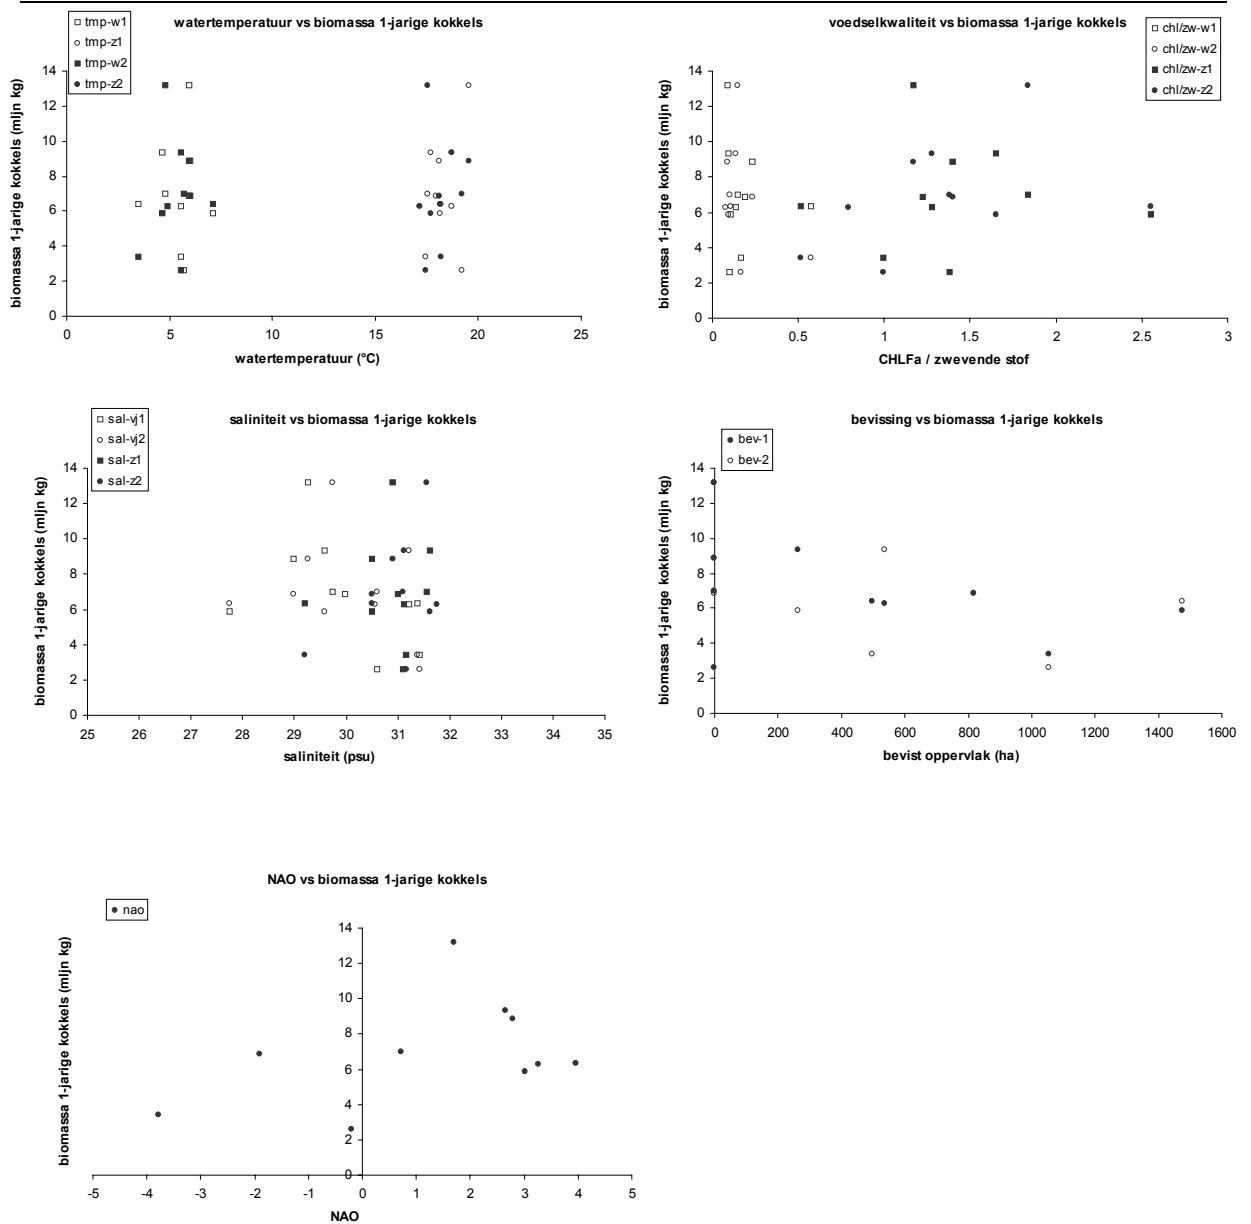 watertemperatuur vs biomassa 1-jarige kokkels
tmp-w1
tmp-z1
tmp-w2
tmp-z2
biomassa 1-jarige kokkels (mljn kg)
14
12
10
8
6
4
2
0
0 5 10 15 20 25
watertemperatuur (°C)
voedselkwaliteit vs biomassa 1-jarige kokkels
chl/zw-w1
chl/zw-w2
chl/zw-z1
chl/zw-z2
biomassa 1-jarige kokkels (mljn kg)
14
12
10
8
6
4
2
0
0 0.5 1 1.5 2 2.5 3
CHLFa / zwevende stof
saliniteit vs biomassa 1-jarige kokkels
sal-vj1
sal-vj2
sal-z1
sal-z2
biomassa 1-jarige kokkels (mljn kg)
14
12
10
8
6
4
2
0
25 26 27 28 29 30 31 32 33 34 35
saliniteit (psu)
bevissing vs biomassa 1-jarige kokkels
bev-1
bev-2
biomassa 1-jarige kokkels (mljn kg)
14
12
10
8
6
4
2
0
0 200 400 600 800 1000 1200 1400 1600
bevist oppervlak (ha)
NAO vs biomassa 1-jarige kokkels
nao
biomassa 1-jarige kokkels (mljn kg)
14
12
10
8
6
4
2
0
-5 -4 -3 -2 -1 0 1 2 3 4 5
NAO